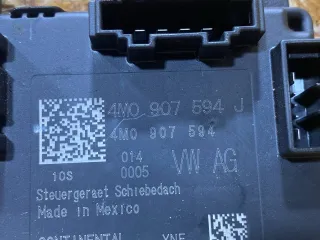 4M0 907 594 J
4M0 907 594
10S
014
0005
VW AG
Steuergeraet Schiebedach
Made in Mexico
CONTINENTAL